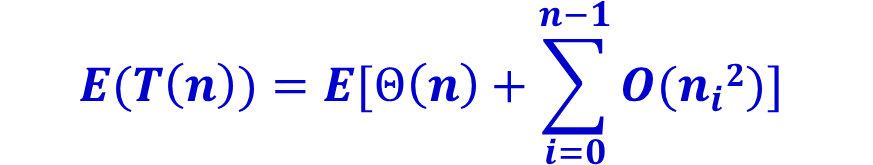 E(T(n)) = E[Θ(n) + ∑_{i=0}^{n−1} O(n_i²)]